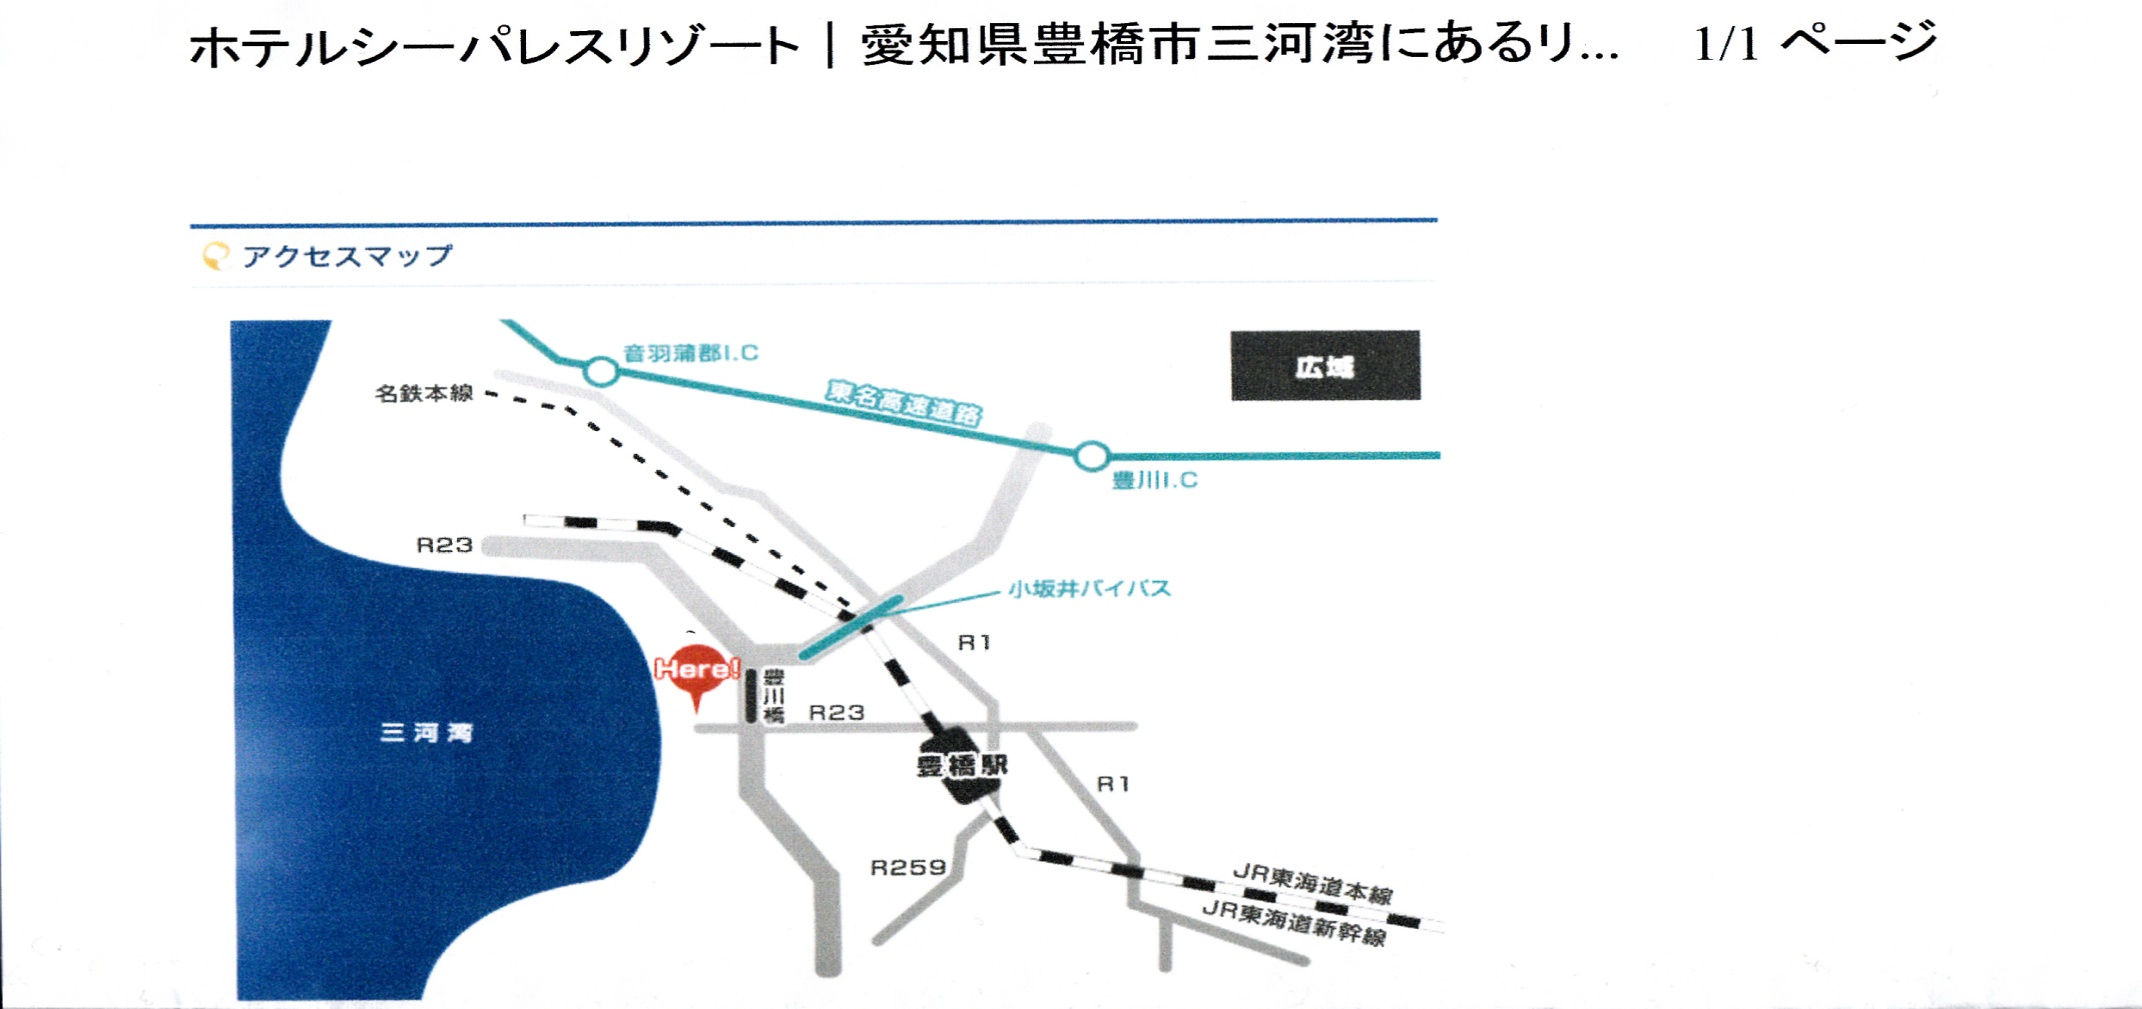 ホテルシーパレスリゾート | 愛知県豊橋市三河湾にあるリ... 1/1 ページ
アクセスマップ
広域
音羽蒲郡I.C
東名高速道路
名鉄本線
豊川I.C
R23
小坂井バイパス
R1
Here!
豊川橋
R23
三河湾
豊橋駅
R1
R259
JR東海道本線
JR東海道新幹線